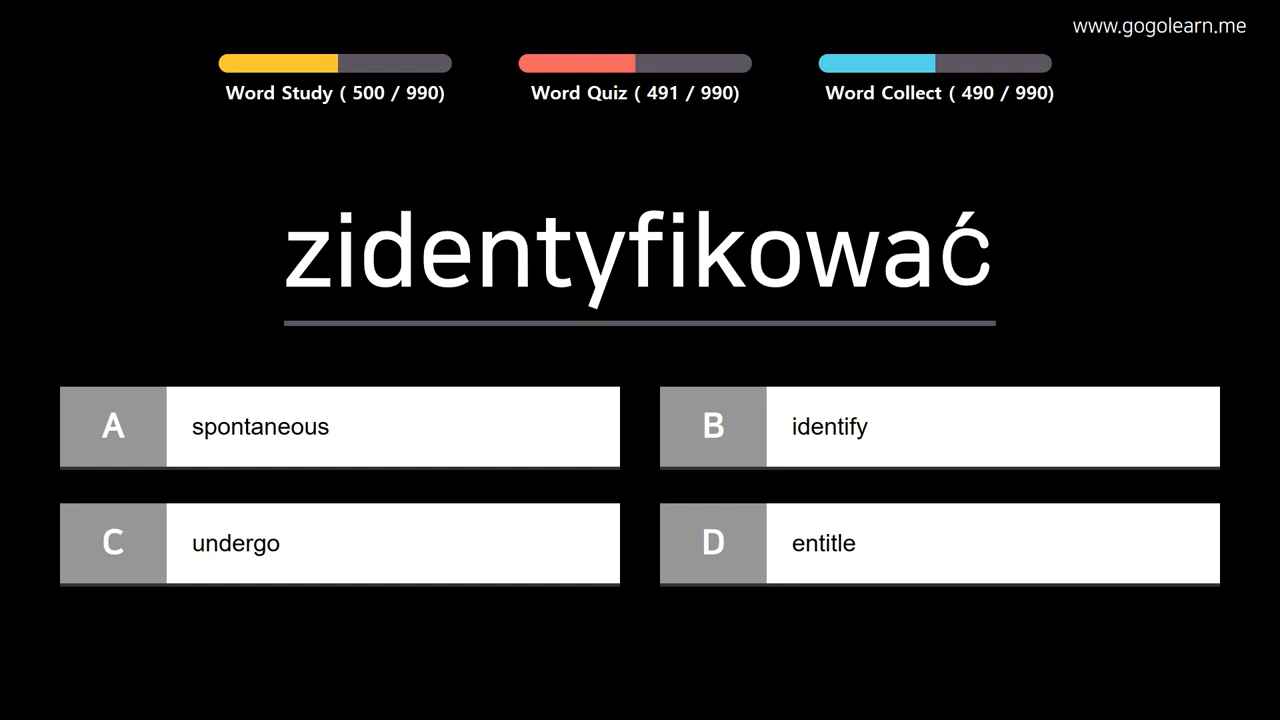 www.gogolearn.me
Word Study ( 500 / 990)
Word Quiz ( 491 / 990)
Word Collect ( 490 / 990)
zidentyfikować
A spontaneous
B identify
C undergo
D entitle